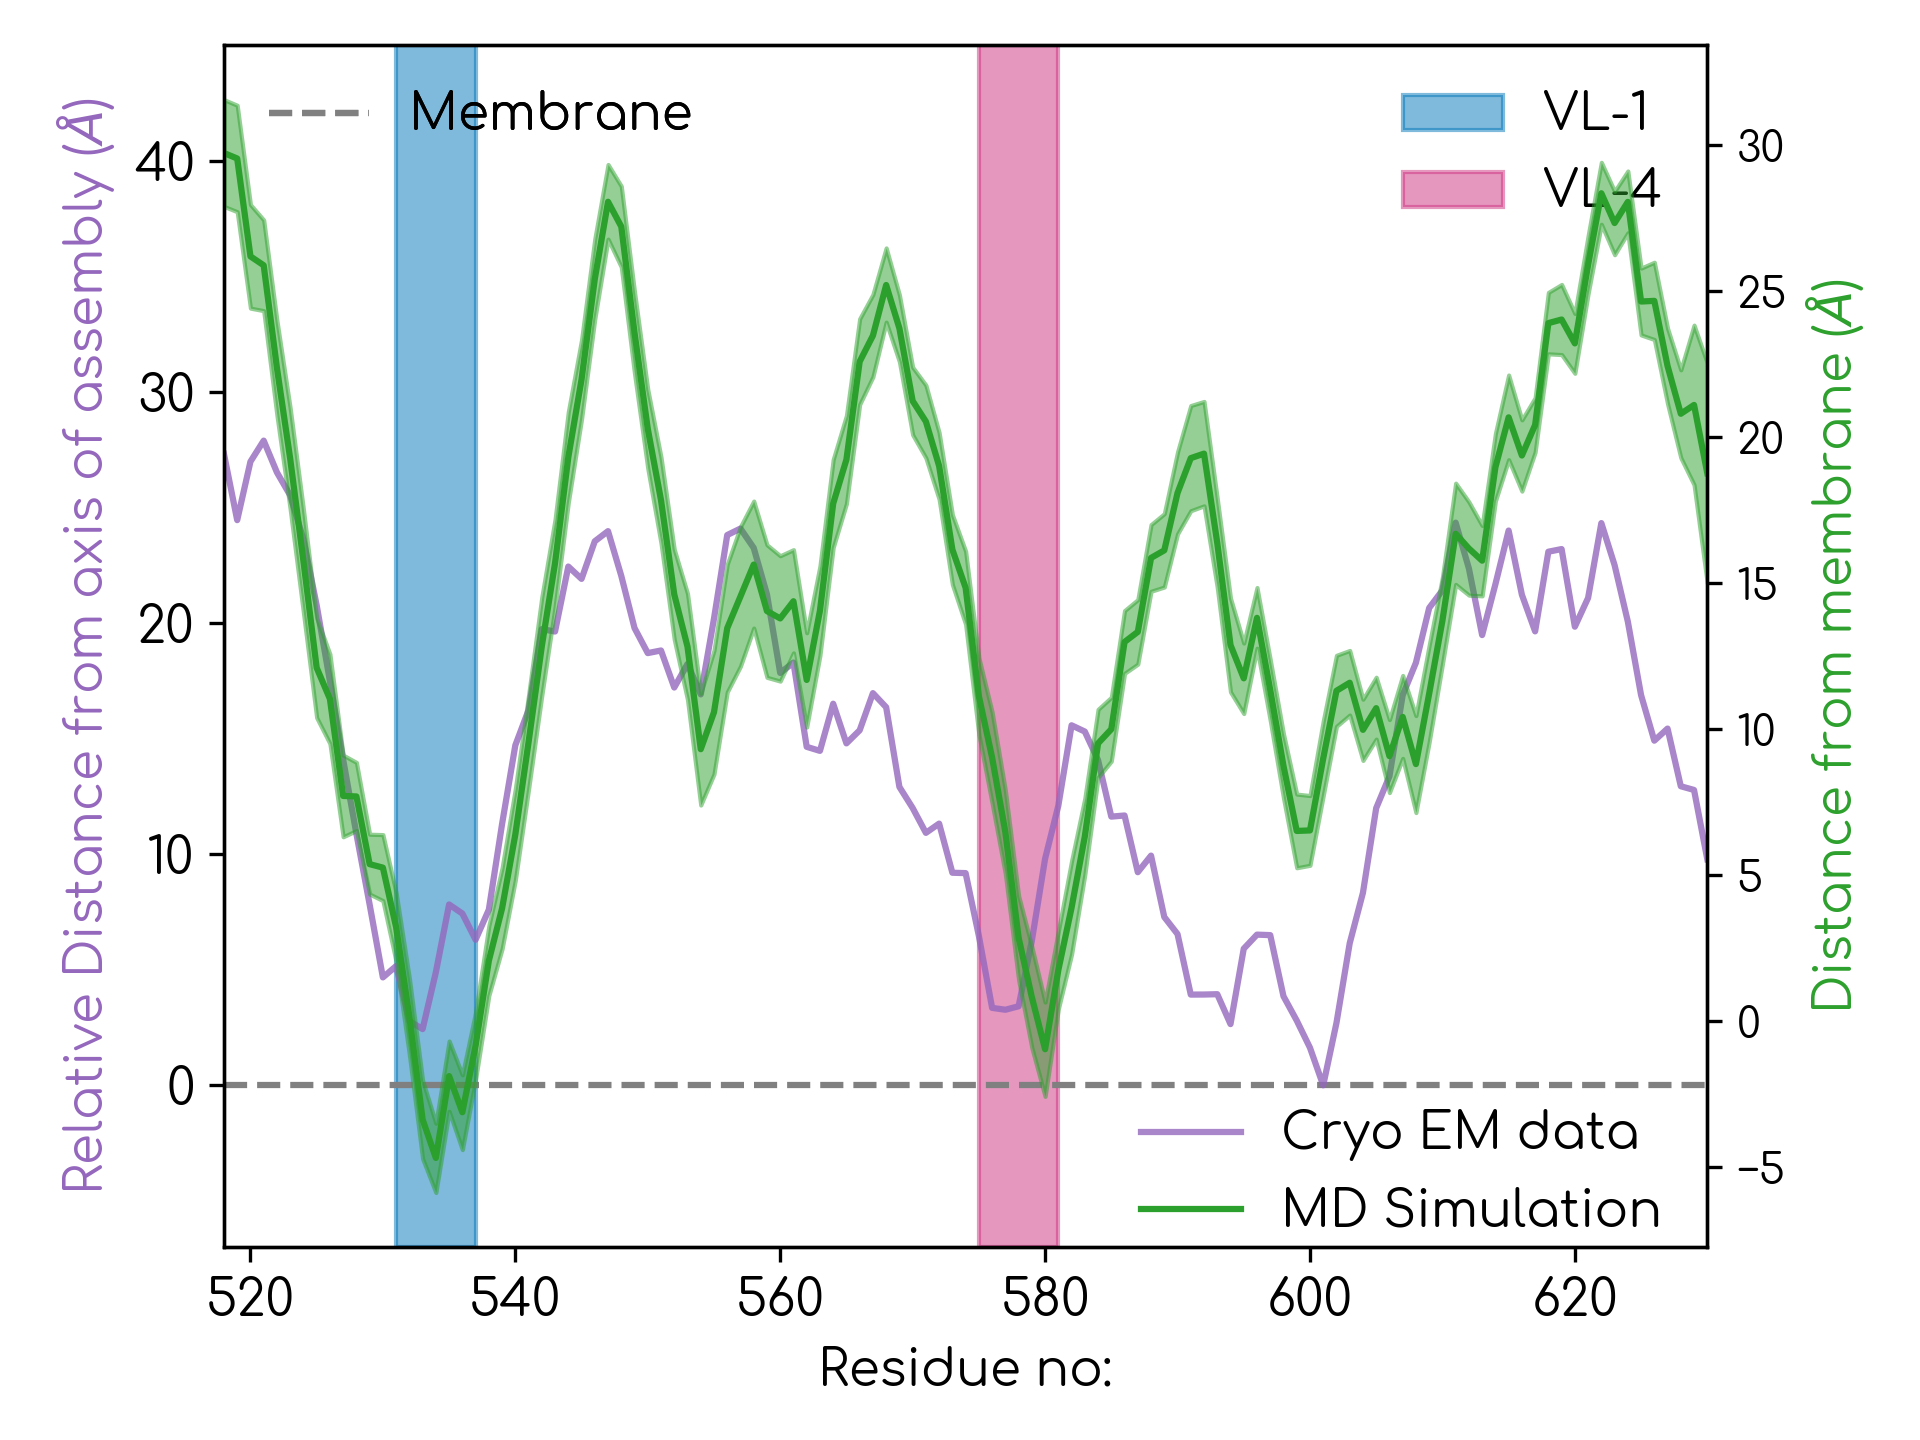 Membrane
VL-1
VL-4
40
30
20
10
0
Relative Distance from axis of assembly (Å)
30
25
20
15
10
5
0
−5
Distance from membrane (Å)
Cryo EM data
MD Simulation
520 540 560 580 600 620
Residue no: